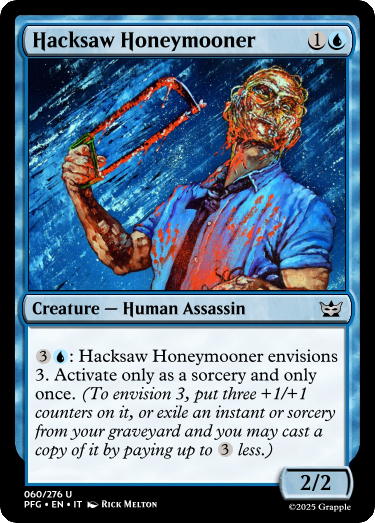 Hacksaw Honeymooner 1
Creature — Human Assassin
3: Hacksaw Honeymooner envisions
3. Activate only as a sorcery and only
once. (To envision 3, put three +1/+1
counters on it, or exile an instant or sorcery
from your graveyard and you may cast a
copy of it by paying up to 3 less.)
2/2
060/276 U
PFG • EN • IT Rick Melton
©2025 Grapple